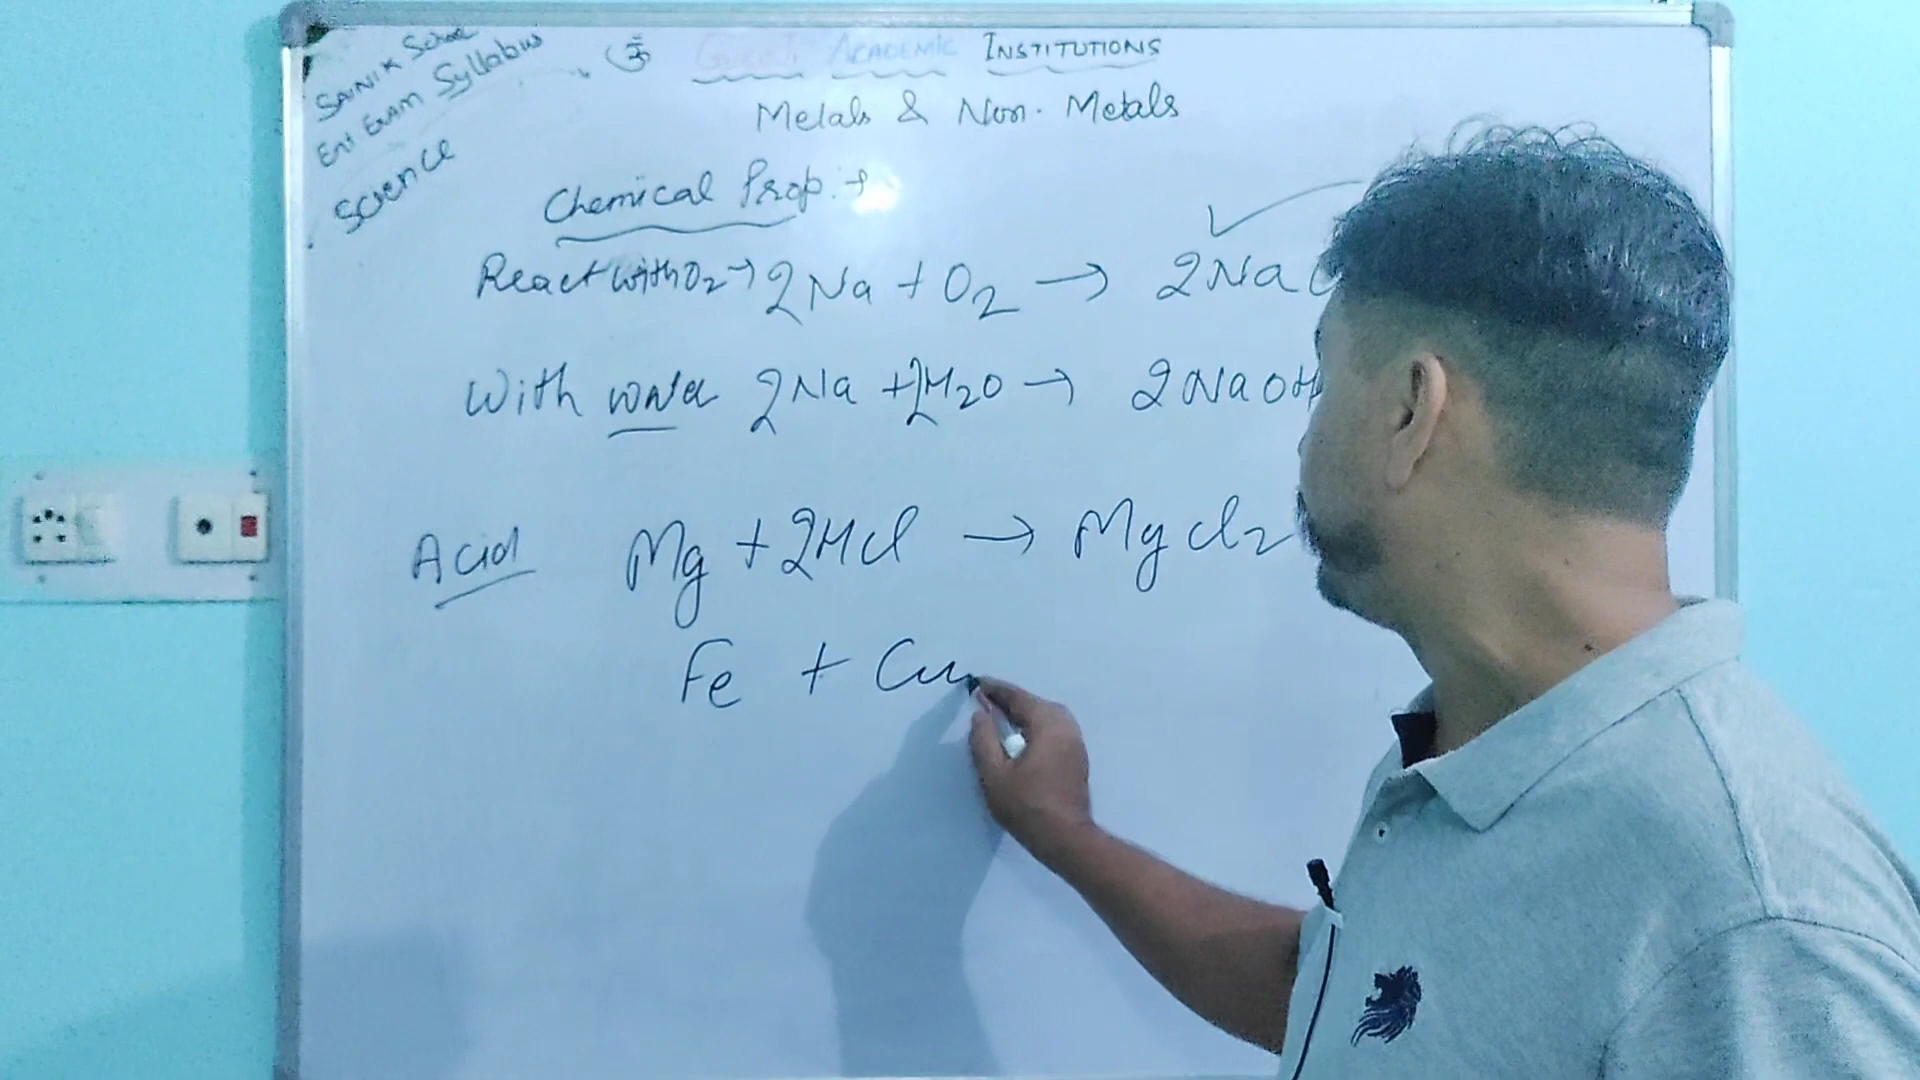 SAINIK School
Ent Exam Syllabus
Science
ॐ ACADEMIC INSTITUTIONS
Metals & Non-Metals
Chemical Prop :→
React with O2 → 2Na + O2 → 2Na
With water 2Na + 2H2O → 2NaOH
Acid Mg + 2HCl → MgCl2
Fe + Cu